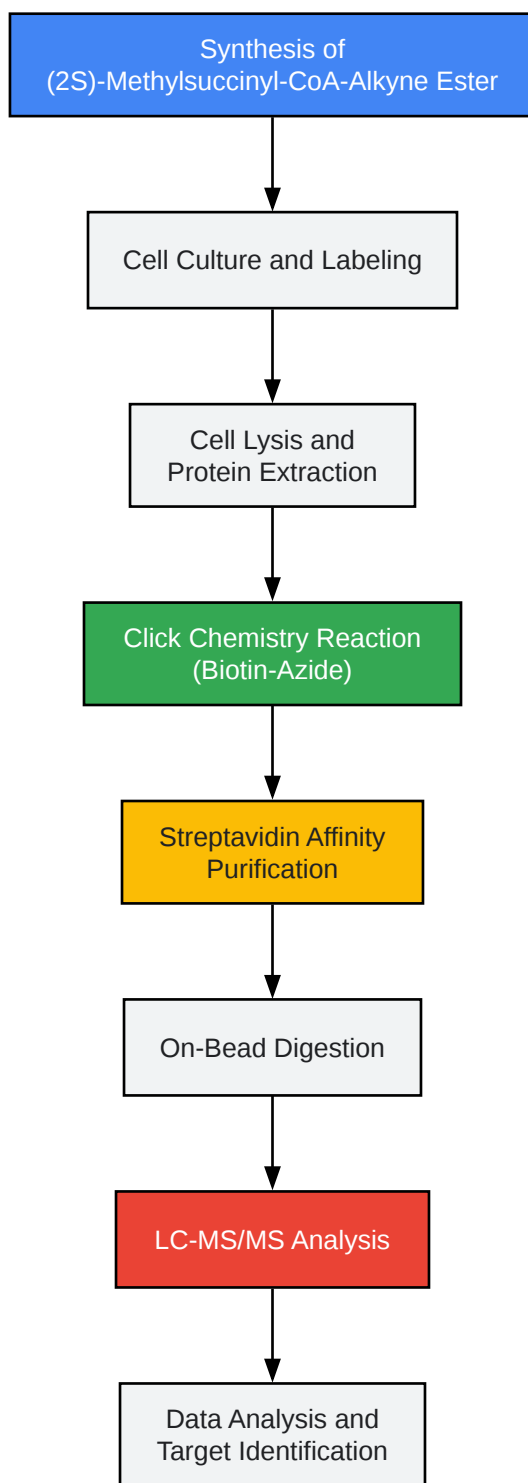 Synthesis of
(2S)-Methylsuccinyl-CoA-Alkyne Ester
Cell Culture and Labeling
Cell Lysis and
Protein Extraction
Click Chemistry Reaction
(Biotin-Azide)
Streptavidin Affinity
Purification
On-Bead Digestion
LC-MS/MS Analysis
Data Analysis and
Target Identification